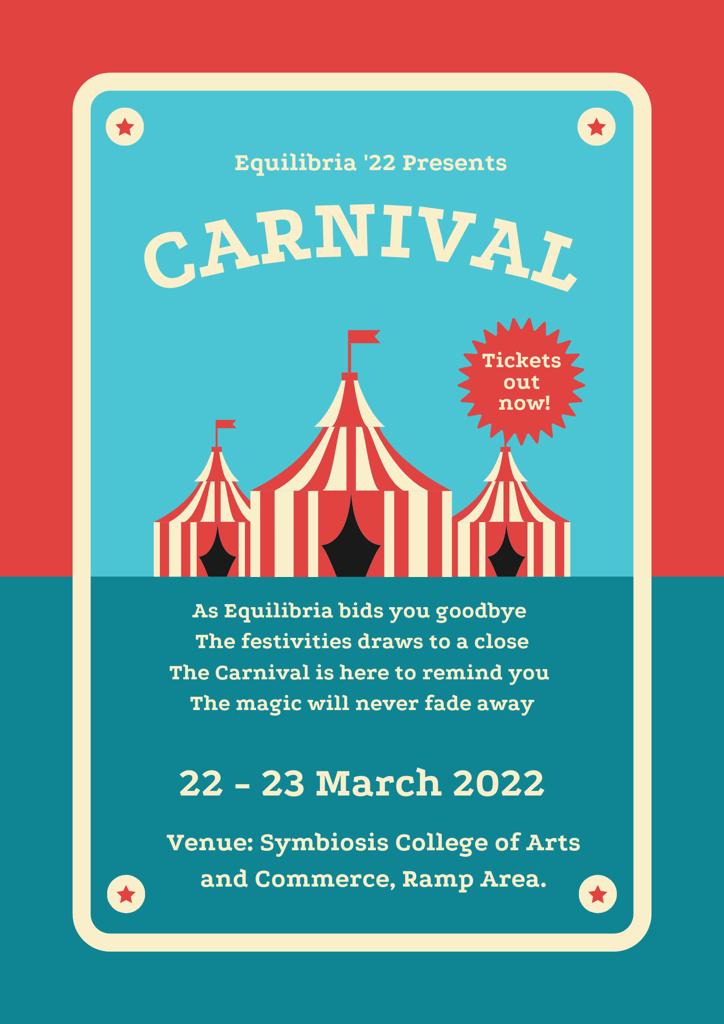 Equilibria '22 Presents
CARNIVAL
Tickets
out
now!
As Equilibria bids you goodbye
The festivities draws to a close
The Carnival is here to remind you
The magic will never fade away
22 - 23 March 2022
Venue: Symbiosis College of Arts
and Commerce, Ramp Area.